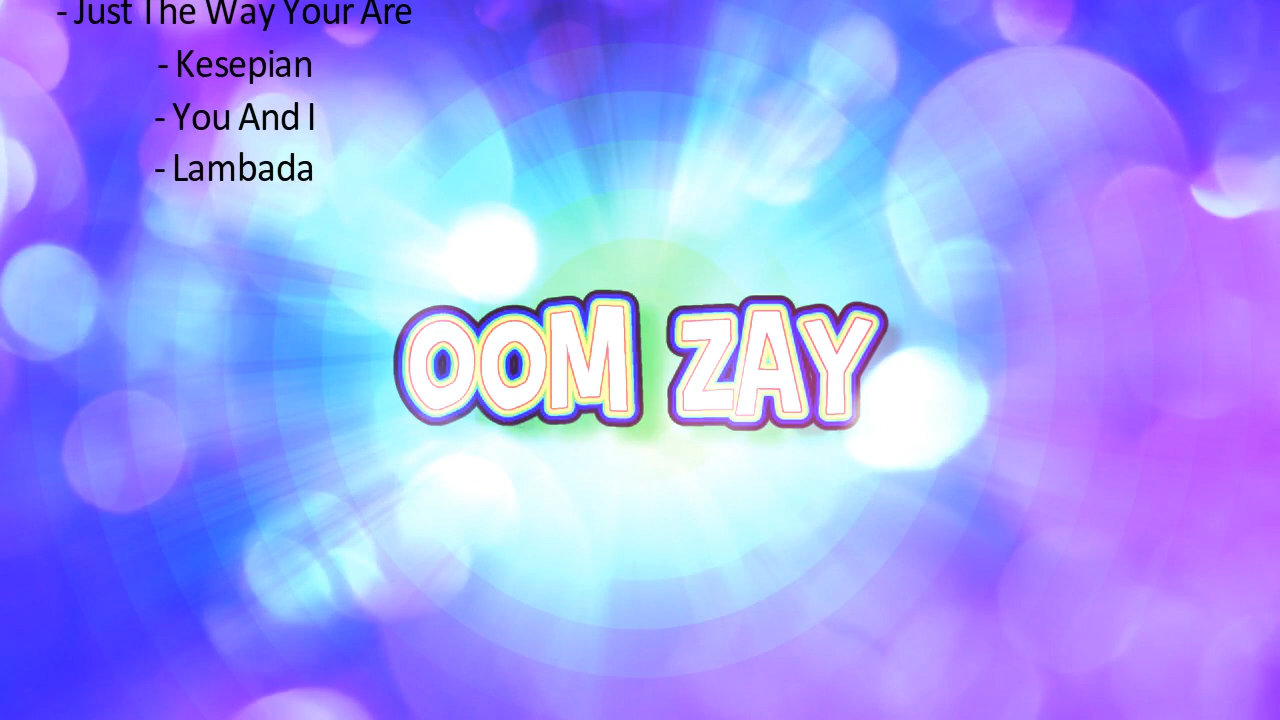 - Just The Way Your Are
- Kesepian
- You And I
- Lambada
OOM ZAY